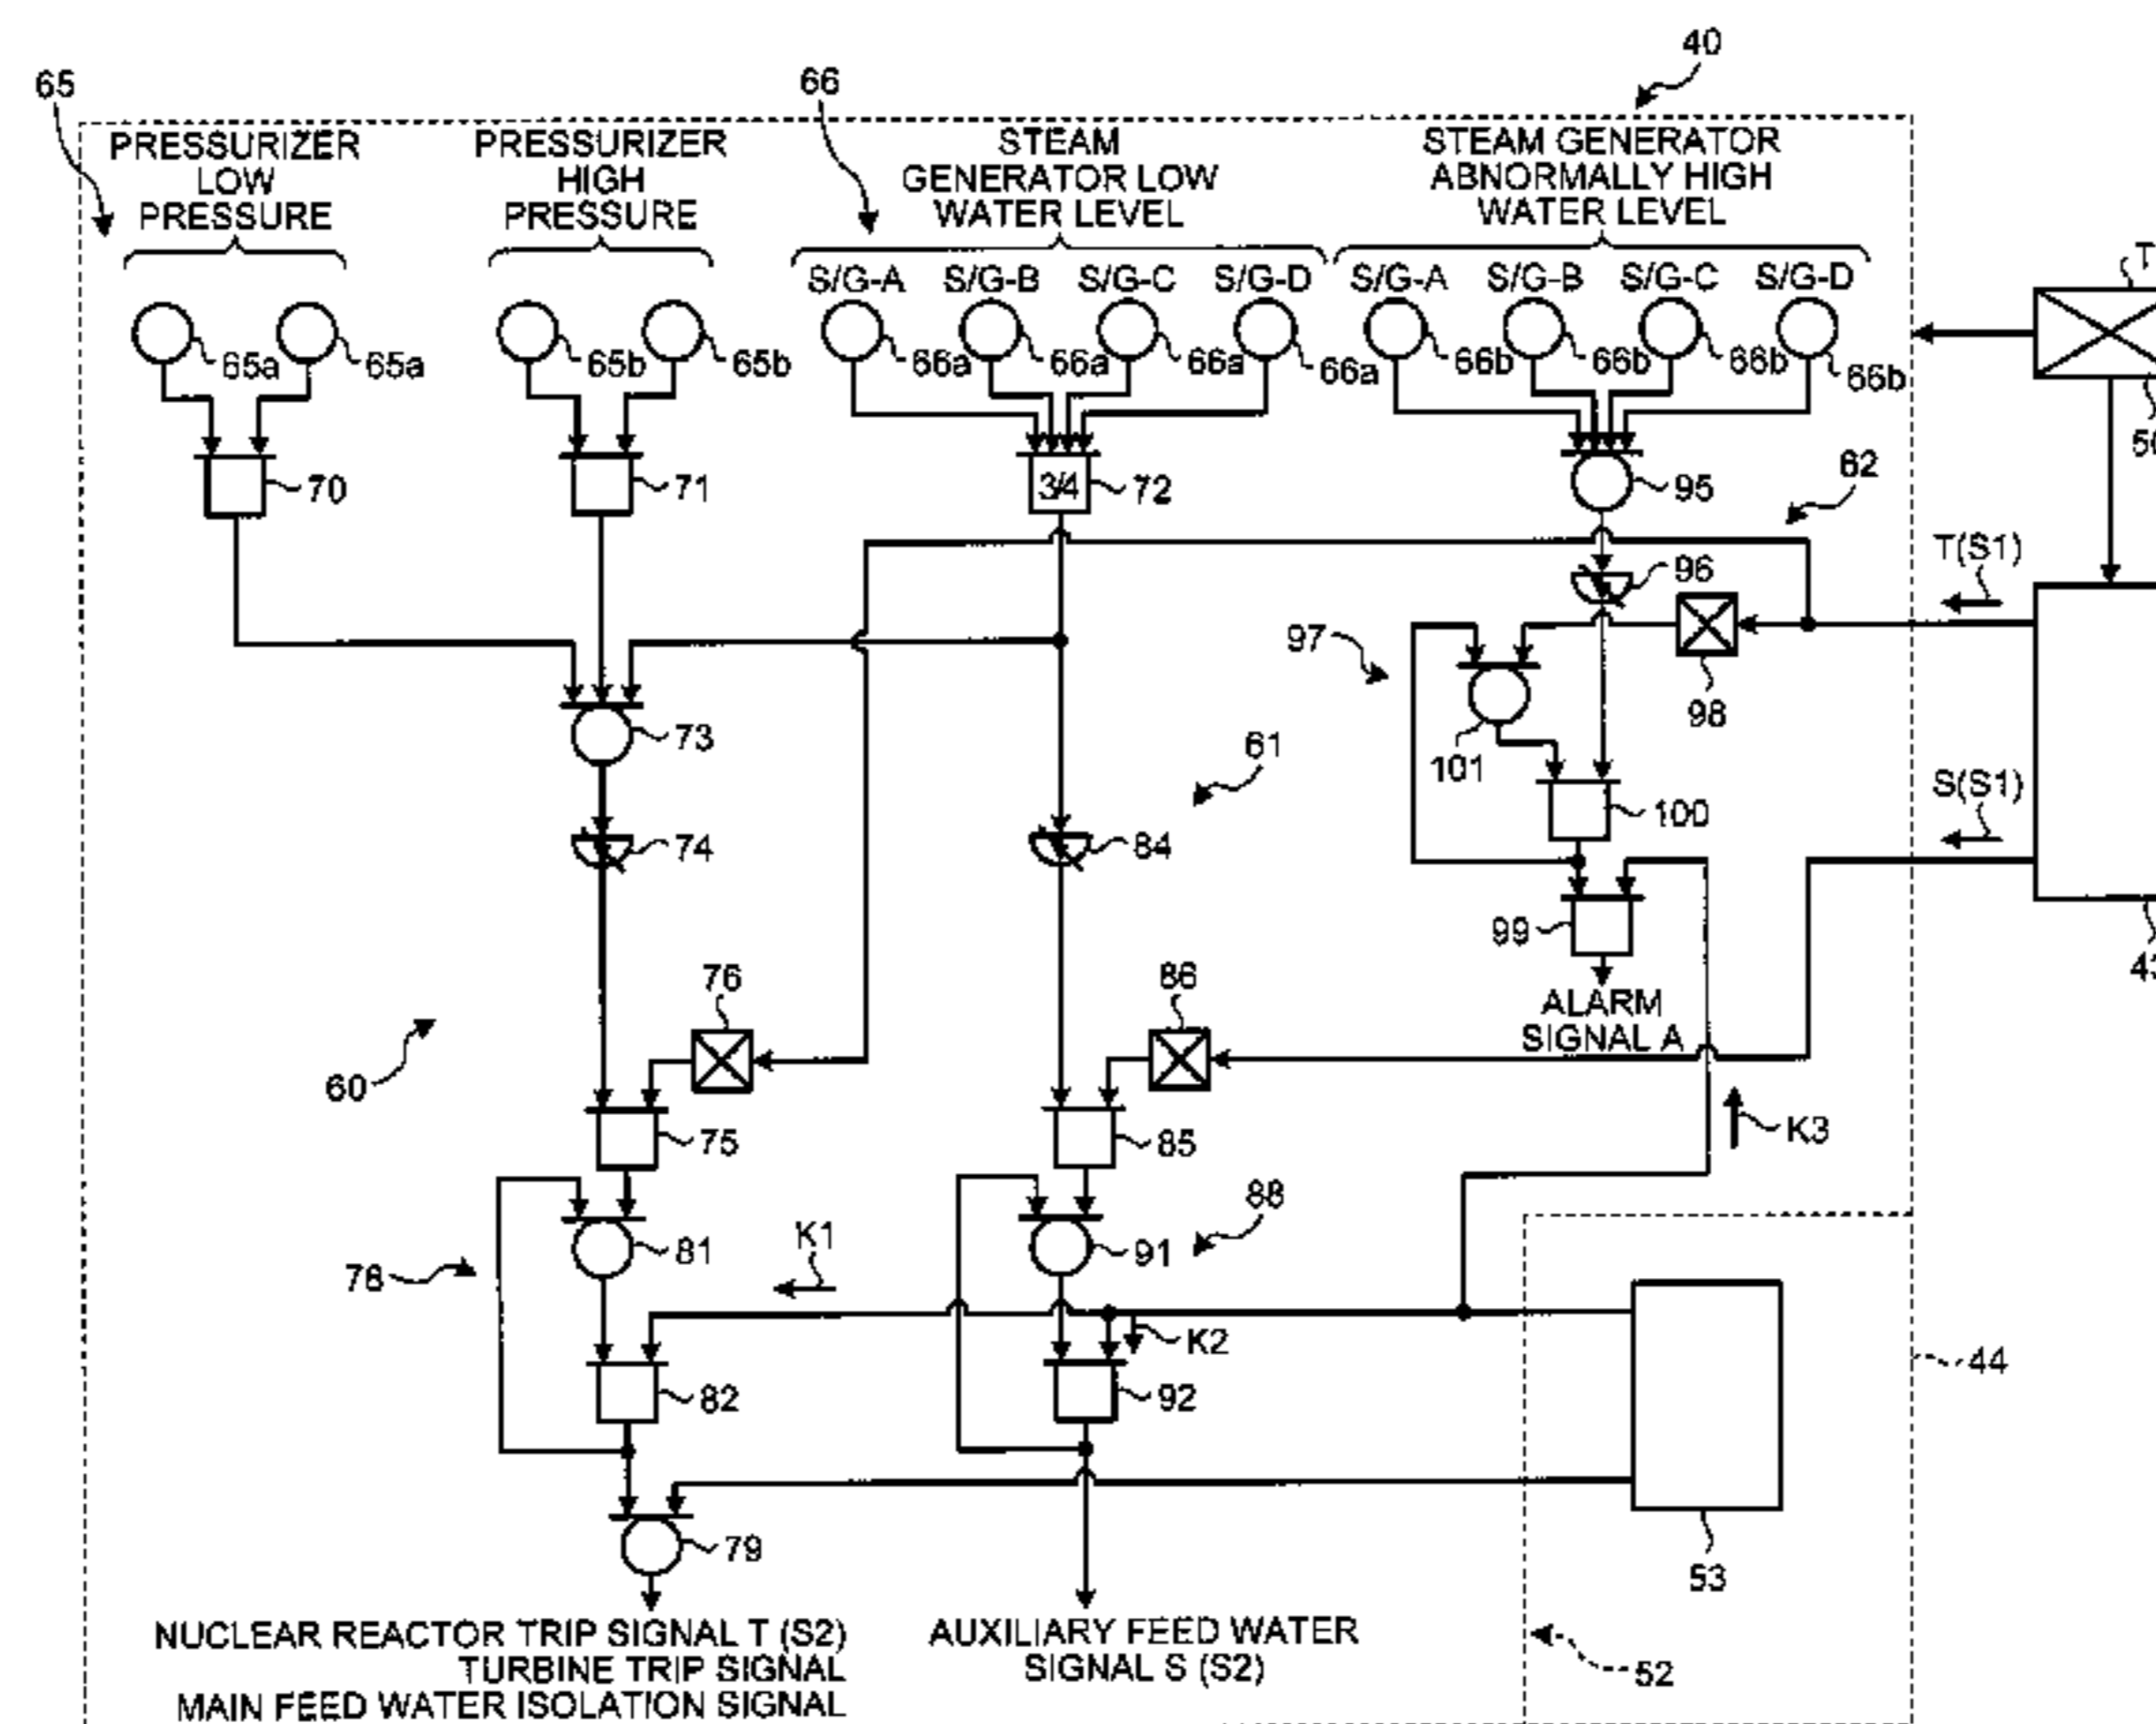 40
65
66
PRESSURIZER
LOW
PRESSURE
PRESSURIZER
HIGH
PRESSURE
STEAM
GENERATOR LOW
WATER LEVEL
STEAM GENERATOR
ABNORMALLY HIGH
WATER LEVEL
S/G-A S/G-B S/G-C S/G-D
S/G-A S/G-B S/G-C S/G-D
T
65a 65a 65b 65b 66a 66a 66a 66a 66b 66b 66b 66b
70 71 3/4 72 95 62
T(S1)
96
97
98
73
101
61
S(S1)
100
74 84
99
76 86
ALARM
SIGNAL A
60
75 85 K3
88
78 81 K1 91
K2
44
82 92
79
53
NUCLEAR REACTOR TRIP SIGNAL T (S2)
TURBINE TRIP SIGNAL
MAIN FEED WATER ISOLATION SIGNAL
AUXILIARY FEED WATER
SIGNAL S (S2)
52